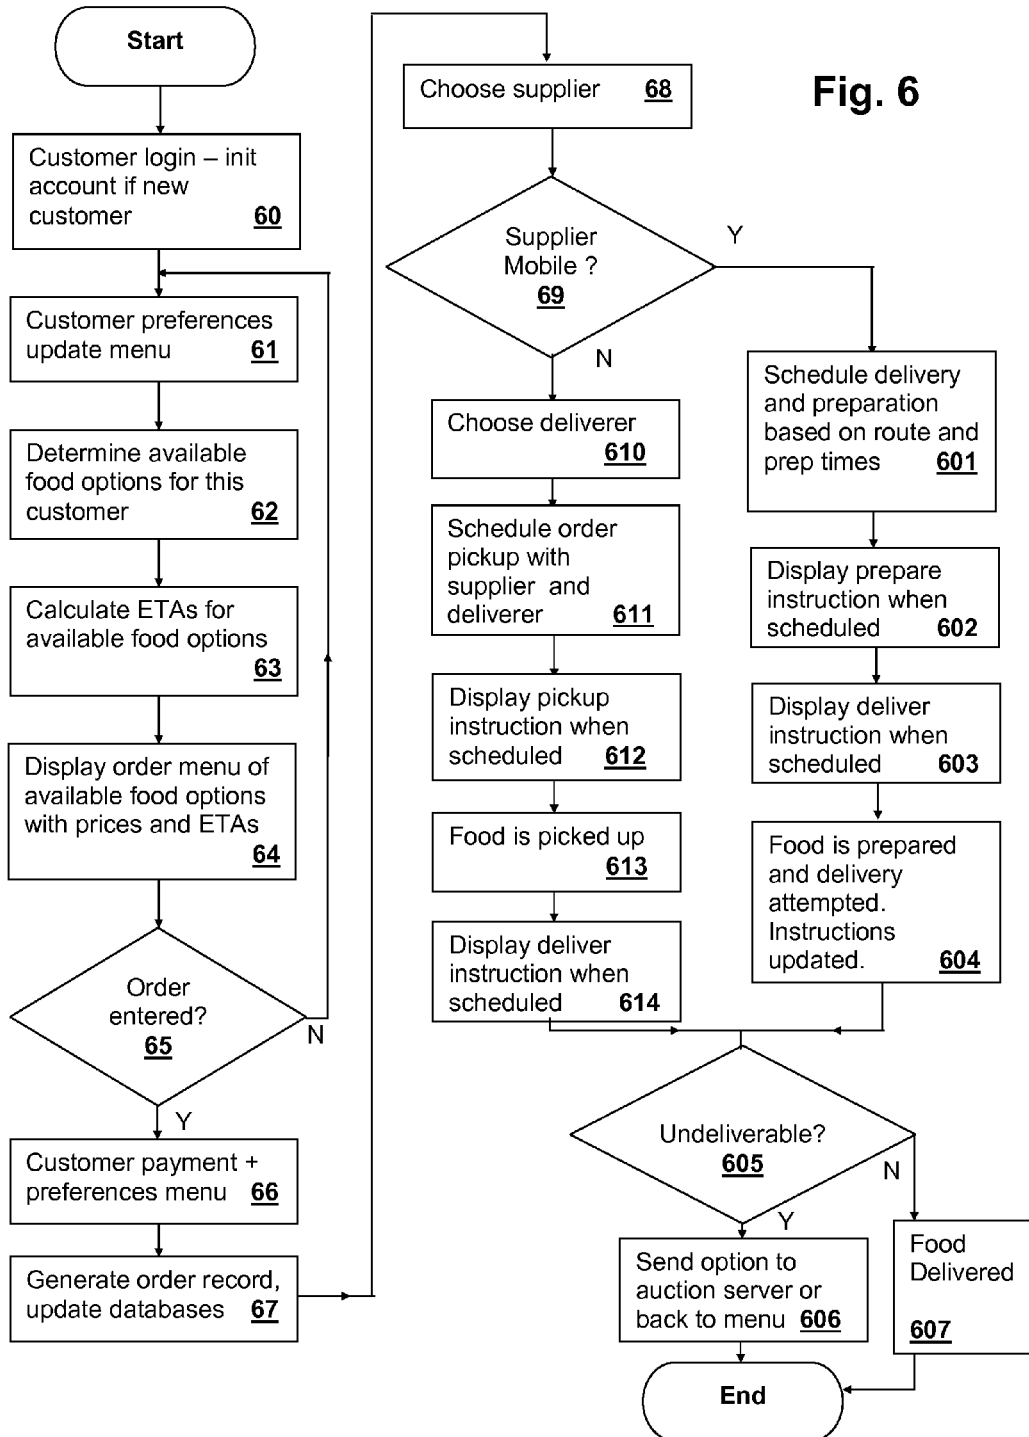 Start
Customer login – init
account if new
customer 60
Customer preferences
update menu 61
Determine available
food options for this
customer 62
Calculate ETAs for
available food options
63
Display order menu of
available food options
with prices and ETAs
64
Order
entered?
65
N
Y
Customer payment +
preferences menu 66
Generate order record,
update databases 67
Fig. 6
Choose supplier 68
Supplier
Mobile ?
69
Y
N
Choose deliverer
610
Schedule order
pickup with
supplier and
deliverer 611
Display pickup
instruction when
scheduled 612
Food is picked up
613
Display deliver
instruction when
scheduled 614
Schedule delivery
and preparation
based on route and
prep times 601
Display prepare
instruction when
scheduled 602
Display deliver
instruction when
scheduled 603
Food is prepared
and delivery
attempted.
Instructions
updated. 604
Undeliverable?
605
N
Y
Send option to
auction server or
back to menu 606
Food
Delivered
607
End